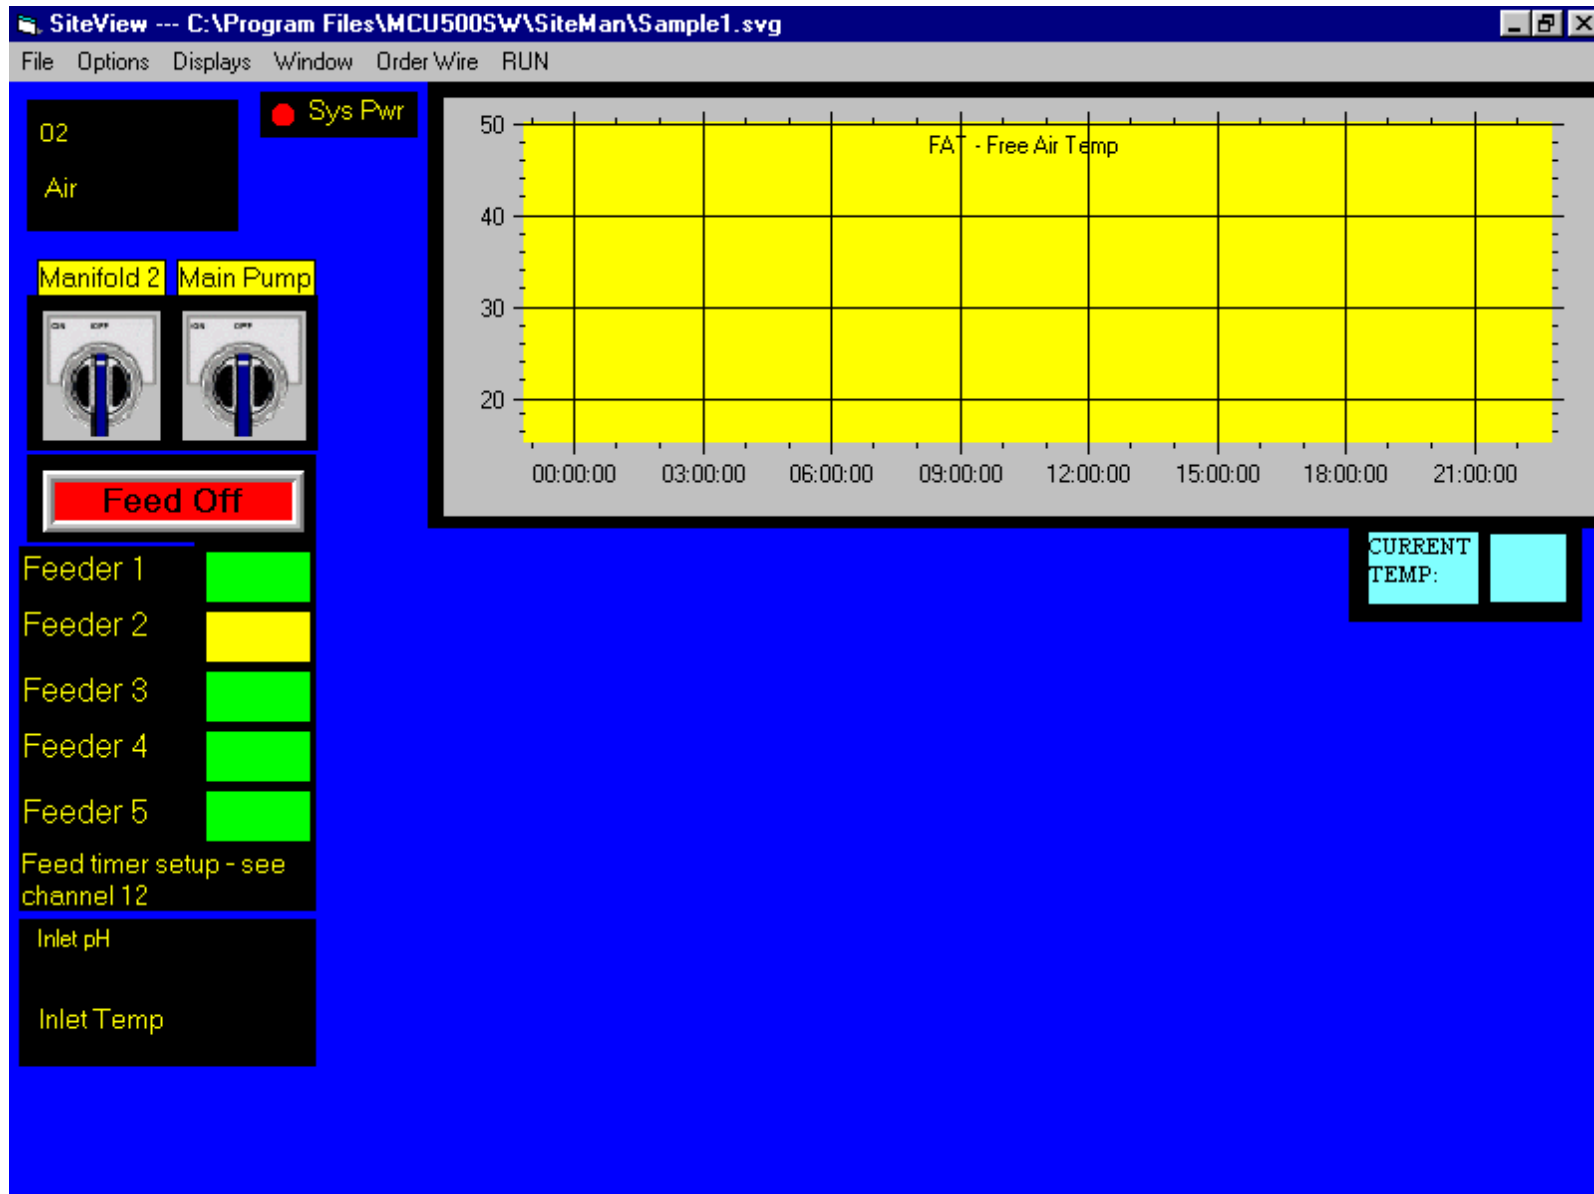 SiteView --- C:\Program Files\MCU500SW\SiteMan\Sample1.svg
File Options Displays Window Order Wire RUN
02
Air
Sys Pwr
Manifold 2 Main Pump
ON OFF ON OFF
Feed Off
Feeder 1
Feeder 2
Feeder 3
Feeder 4
Feeder 5
Feed timer setup - see
channel 12
Inlet pH
Inlet Temp
FAT - Free Air Temp
50
40
30
20
00:00:00 03:00:00 06:00:00 09:00:00 12:00:00 15:00:00 18:00:00 21:00:00
CURRENT
TEMP: